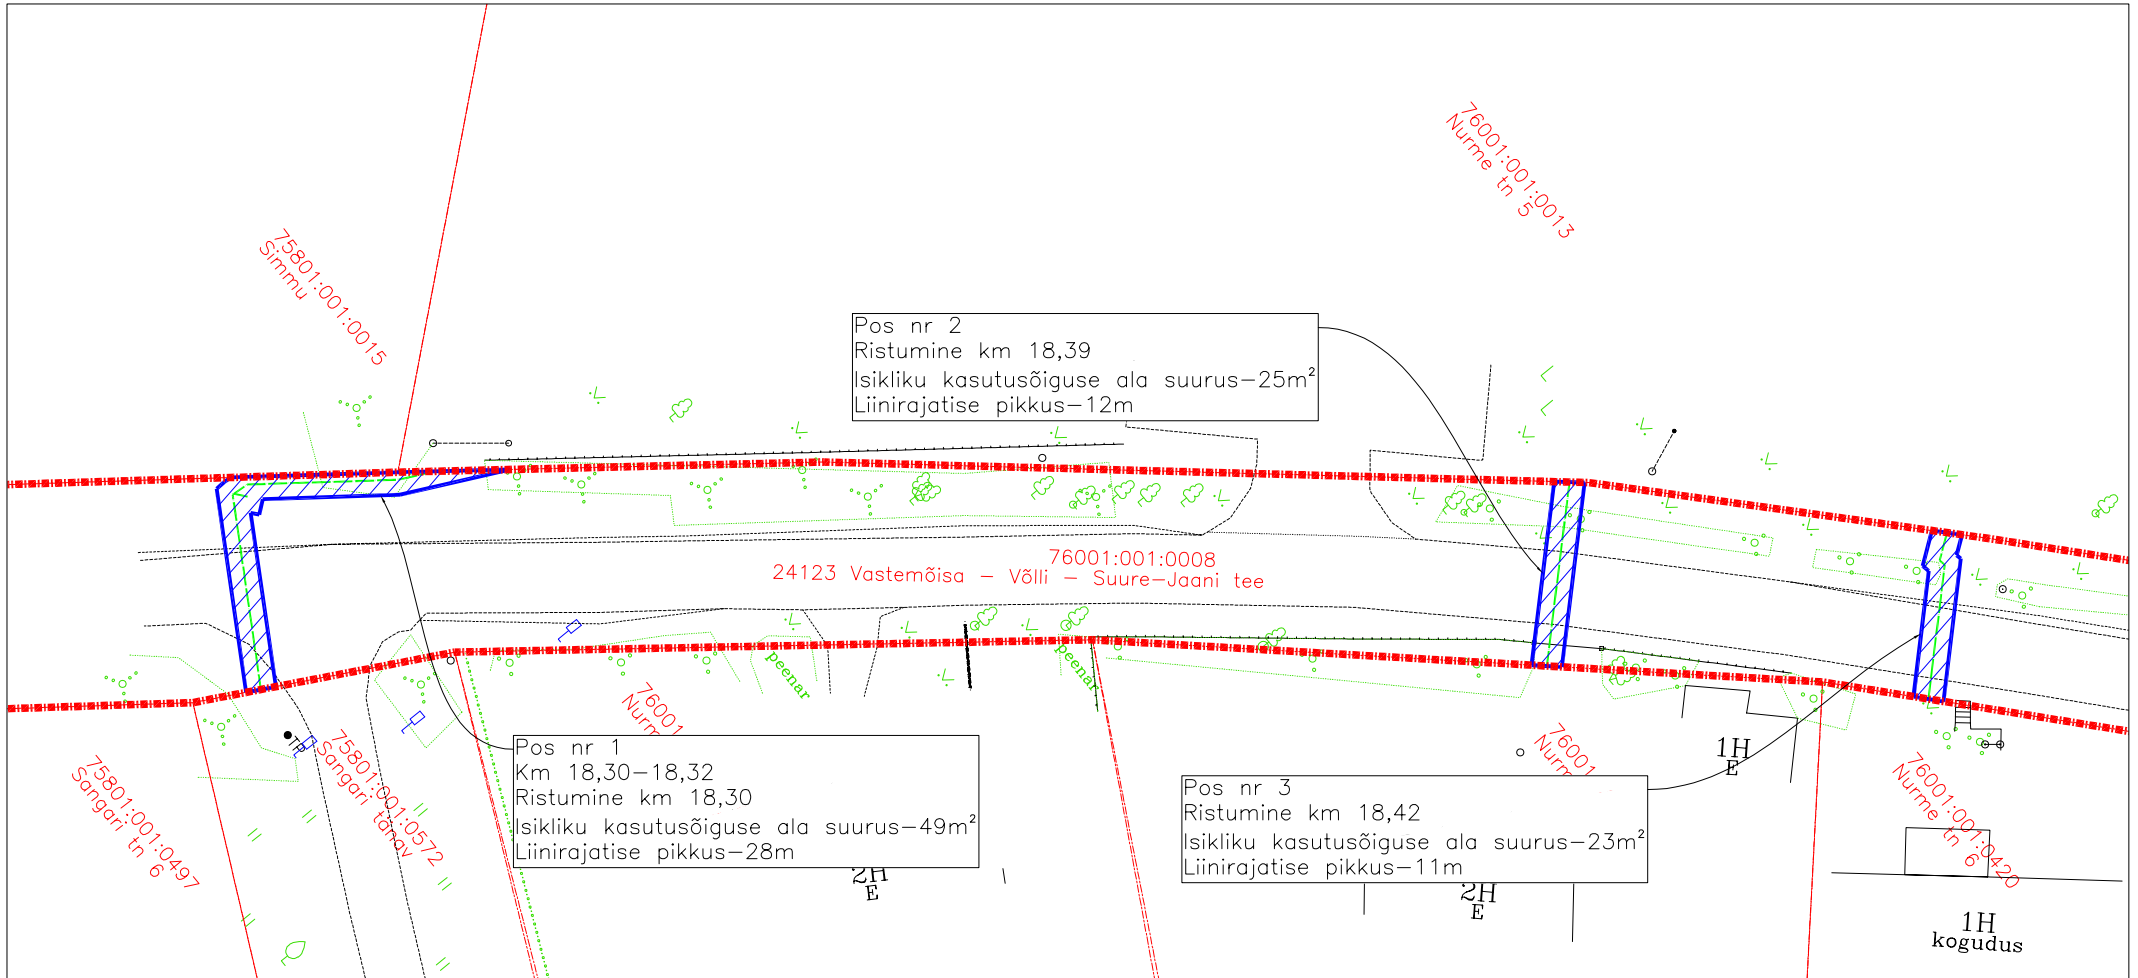 76001:001:0013
Nurme tn 5
75801:001:0015
Simmu
Pos nr 2
Ristumine km 18,39
Isikliku kasutusõiguse ala suurus-25m²
Liinirajatise pikkus-12m
76001:001:0008
24123 Vastemõisa - Võlli - Suure-Jaani tee
peenar
peenar
76001
Pos nr 1
Km 18,30-18,32
Ristumine km 18,30
Isikliku kasutusõiguse ala suurus-49m²
Liinirajatise pikkus-28m
75801:001:0572
Sangari tänav
75801:001:0497
Sangari tn 6
76001
1H
E
Pos nr 3
Ristumine km 18,42
Isikliku kasutusõiguse ala suurus-23m²
Liinirajatise pikkus-11m
76001:001:0420
Nurme tn 6
2H
E
2H
E
1H
kogudus